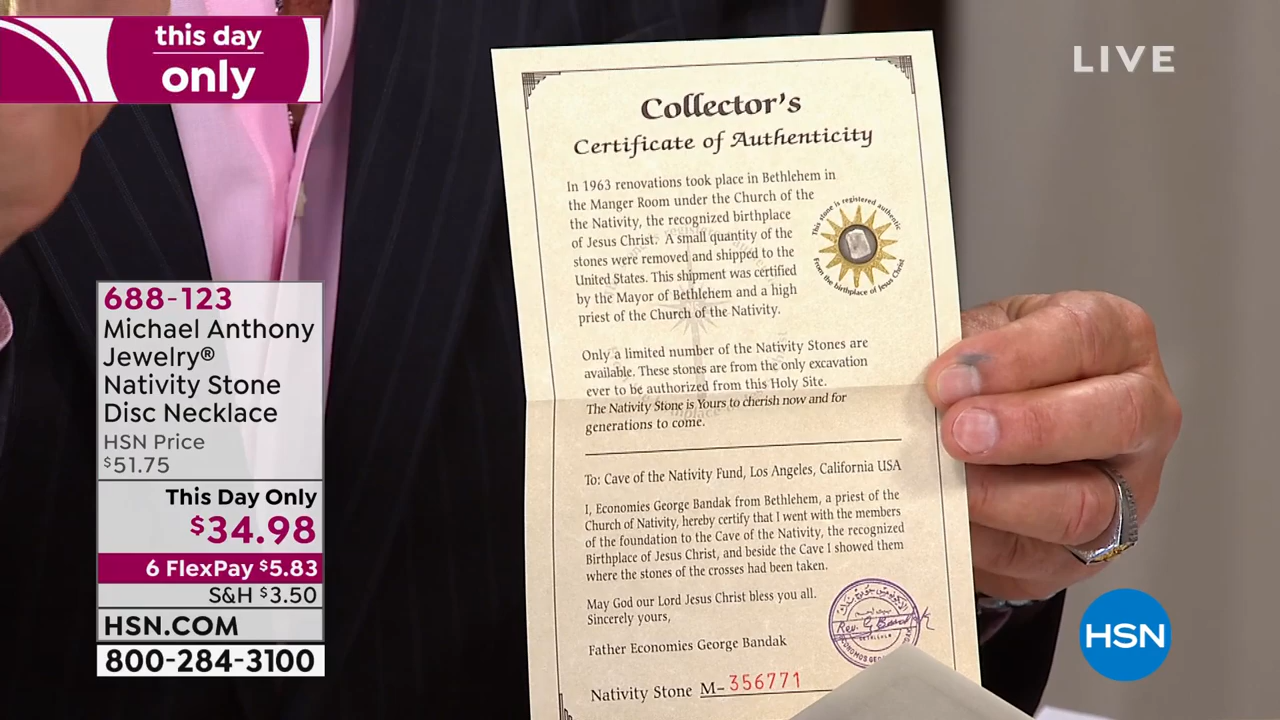 this day
only
LIVE
688-123
Michael Anthony
Jewelry®
Nativity Stone
Disc Necklace
HSN Price
$51.75
This Day Only
$34.98
6 FlexPay $5.83
S&H $3.50
HSN.COM
800-284-3100
Collector's
Certificate of Authenticity
In 1963 renovations took place in Bethlehem in
the Manger Room under the Church of the
the Nativity, the recognized birthplace
of Jesus Christ. A small quantity of the
stones were removed and shipped to the
United States. This shipment was certified
by the Mayor of Bethlehem and a high
priest of the Church of the Nativity.
This stone is registered authentic
From the birthplace of Jesus Christ
Only a limited number of the Nativity Stones are
available. These stones are from the only excavation
ever to be authorized from this Holy Site.
The Nativity Stone is Yours to cherish now and for
generations to come.
To: Cave of the Nativity Fund, Los Angeles, California USA
I, Economies George Bandak from Bethlehem, a priest of the
Church of Nativity, hereby certify that I went with the members
of the foundation to the Cave of the Nativity, the recognized
Birthplace of Jesus Christ, and beside the Cave I showed them
where the stones of the crosses had been taken.
May God our Lord Jesus Christ bless you all.
Sincerely yours,
Father Economies George Bandak
Rev. G Bandak
Nativity Stone M-356771
HSN